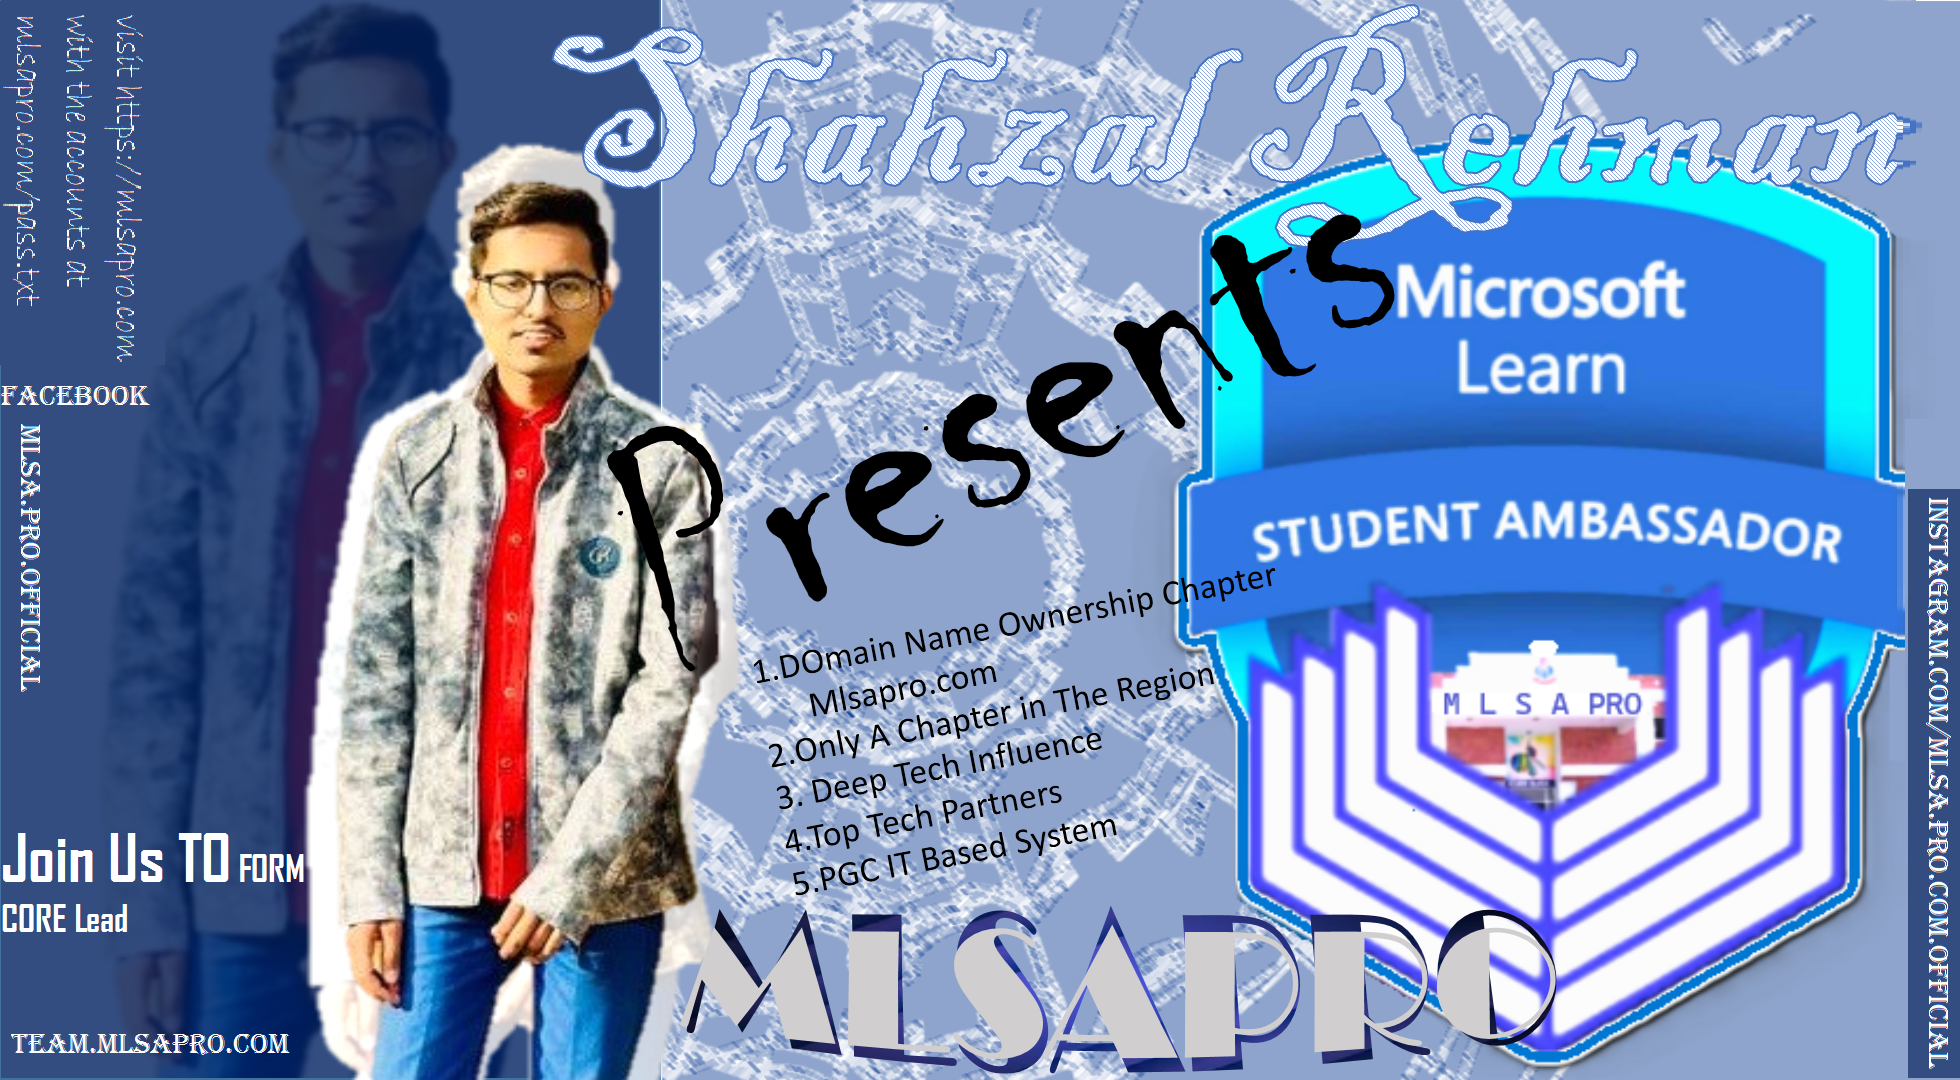 Shahzal Rehman
Presents
visit https://mlsapro.com
with the accounts at
mlsapro.com/pass.txt
FACEBOOK
MLSA.PRO.OFFICIAL
Join Us TO FORM
CORE Lead
TEAM.MLSAPRO.COM
1.DOmain Name Ownership Chapter
Mlsapro.com
2.Only A Chapter in The Region
3. Deep Tech Influence
4.Top Tech Partners
5.PGC IT Based System
MLSAPRO
Microsoft
Learn
STUDENT AMBASSADOR
M L S A PRO
INSTAGRAM.COM/MLSA.PRO.COM.OFFICIAL